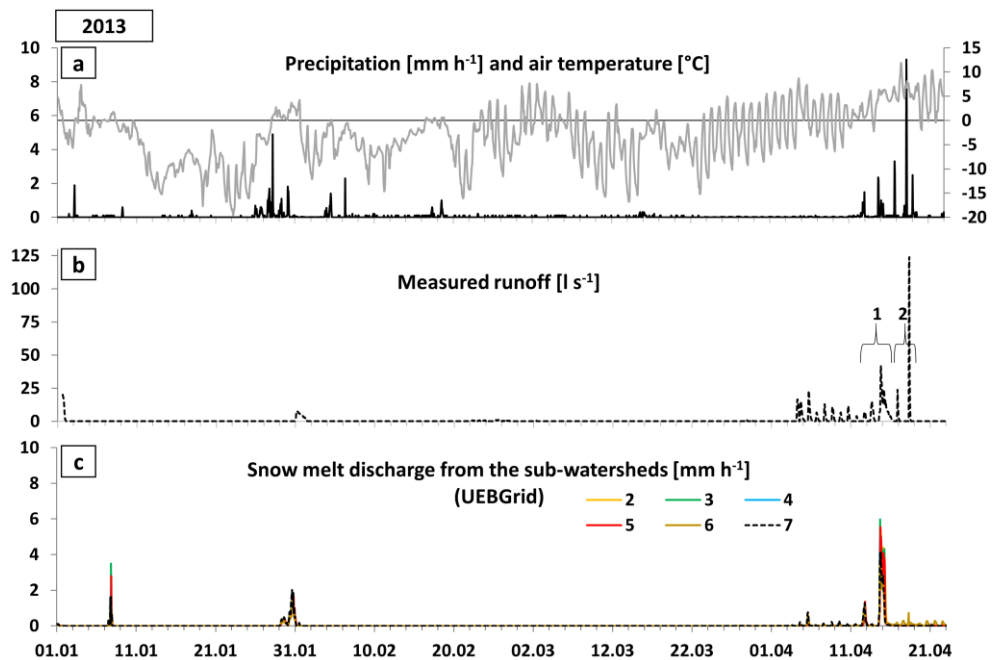 2013
a
Precipitation [mm h⁻¹] and air temperature [°C]
10
8
6
4
2
0
15
10
5
0
-5
-10
-15
-20
b
Measured runoff [l s⁻¹]
125
100
75
50
25
0
1 2
c
Snow melt discharge from the sub-watersheds [mm h⁻¹]
(UEBGrid)
2 3 4
5 6 7
10
8
6
4
2
0
01.01 11.01 21.01 31.01 10.02 20.02 02.03 12.03 22.03 01.04 11.04 21.04